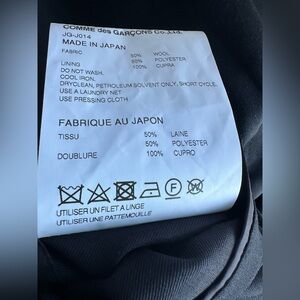 COMME des GARÇONS Co.,Ltd.
JG-J014
MADE IN JAPAN
FABRIC 50% WOOL
50% POLYESTER
LINING 100% CUPRA
DO NOT WASH.
COOL IRON.
DRYCLEAN, PETROLEUM SOLVENT ONLY, SHORT CYCLE.
USE A LAUNDRY NET
USE PRESSING CLOTH
FABRIQUE AU JAPON
TISSU 50% LAINE
50% POLYESTER
DOUBLURE 100% CUPRO
F
W
UTILISER UN FILET A LINGE
UTILISER UNE PATTEMOUILLE